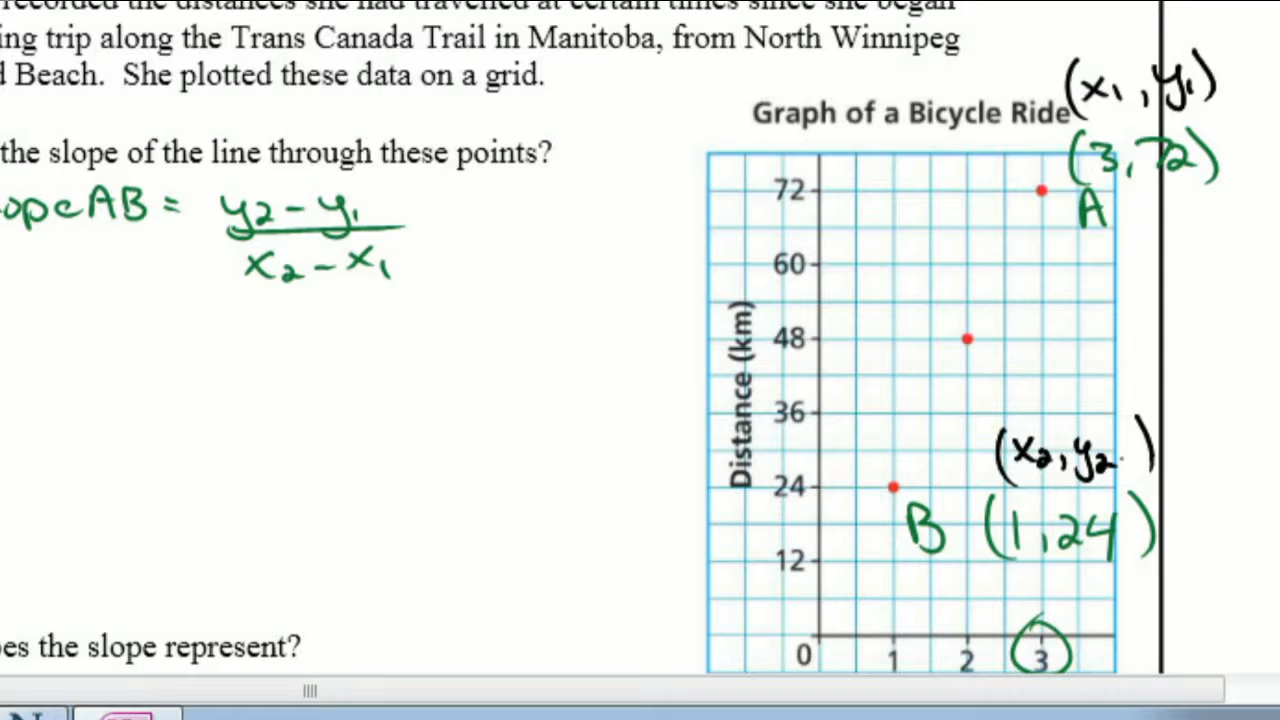 recorded the distances she had travelled at certain times since she began
ing trip along the Trans Canada Trail in Manitoba, from North Winnipeg
d Beach. She plotted these data on a grid.
(x₁, y₁)
Graph of a Bicycle Ride
(3, 72)
the slope of the line through these points?
ope AB = y₂ - y₁
x₂ - x₁
72
A
60
48
36
24
12
0
Distance (km)
(x₂, y₂)
B (1, 24)
1 2 3
es the slope represent?